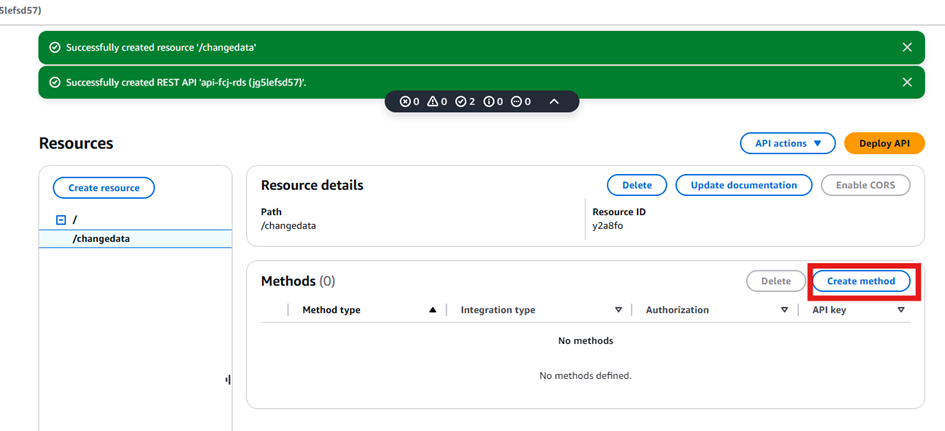 5lefsd57)
Successfully created resource '/changedata'
Successfully created REST API 'api-fcj-rds (jg5lefsd57)'.
0 0 2 0 0
Resources
API actions
Deploy API
Create resource
/
/changedata
Resource details
Delete
Update documentation
Enable CORS
Path
/changedata
Resource ID
y2a8fo
Methods (0)
Delete
Create method
Method type
Integration type
Authorization
API key
No methods
No methods defined.